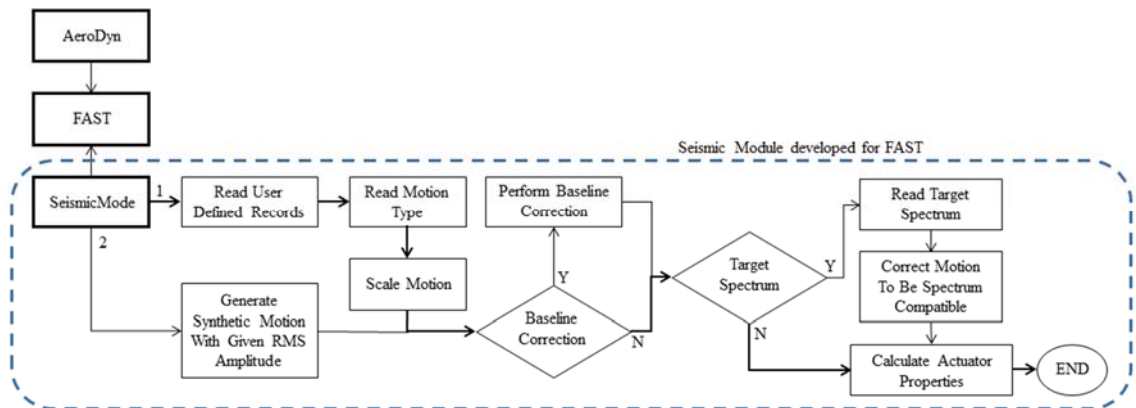 AeroDyn
FAST
Seismic Module developed for FAST
SeismicMode
1
2
Read User
Defined Records
Read Motion
Type
Scale Motion
Generate
Synthetic Motion
With Given RMS
Amplitude
Perform Baseline
Correction
Y
Baseline
Correction
N
Target
Spectrum
Y
N
Read Target
Spectrum
Correct Motion
To Be Spectrum
Compatible
Calculate Actuator
Properties
END